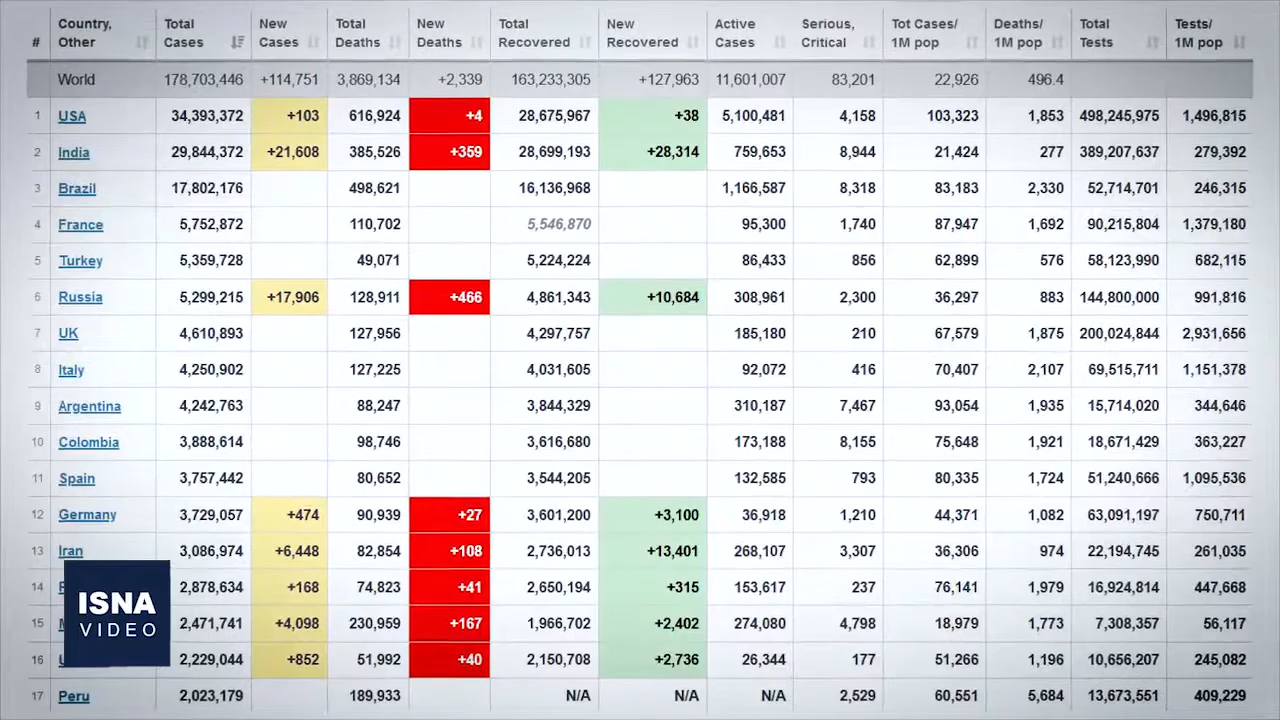 # Country, Other Total Cases New Cases Total Deaths New Deaths Total Recovered New Recovered Active Cases Serious, Critical Tot Cases/ 1M pop Deaths/ 1M pop Total Tests Tests/ 1M pop
World 178,703,446 +114,751 3,869,134 +2,339 163,233,305 +127,963 11,601,007 83,201 22,926 496.4
1 USA 34,393,372 +103 616,924 +4 28,675,967 +38 5,100,481 4,158 103,323 1,853 498,245,975 1,496,815
2 India 29,844,372 +21,608 385,526 +359 28,699,193 +28,314 759,653 8,944 21,424 277 389,207,637 279,392
3 Brazil 17,802,176 498,621 16,136,968 1,166,587 8,318 83,183 2,330 52,714,701 246,315
4 France 5,752,872 110,702 5,546,870 95,300 1,740 87,947 1,692 90,215,804 1,379,180
5 Turkey 5,359,728 49,071 5,224,224 86,433 856 62,899 576 58,123,990 682,115
6 Russia 5,299,215 +17,906 128,911 +466 4,861,343 +10,684 308,961 2,300 36,297 883 144,800,000 991,816
7 UK 4,610,893 127,956 4,297,757 185,180 210 67,579 1,875 200,024,844 2,931,656
8 Italy 4,250,902 127,225 4,031,605 92,072 416 70,407 2,107 69,515,711 1,151,378
9 Argentina 4,242,763 88,247 3,844,329 310,187 7,467 93,054 1,935 15,714,020 344,646
10 Colombia 3,888,614 98,746 3,616,680 173,188 8,155 75,648 1,921 18,671,429 363,227
11 Spain 3,757,442 80,652 3,544,205 132,585 793 80,335 1,724 51,240,666 1,095,536
12 Germany 3,729,057 +474 90,939 +27 3,601,200 +3,100 36,918 1,210 44,371 1,082 63,091,197 750,711
13 Iran 3,086,974 +6,448 82,854 +108 2,736,013 +13,401 268,107 3,307 36,306 974 22,194,745 261,035
14 2,878,634 +168 74,823 +41 2,650,194 +315 153,617 237 76,141 1,979 16,924,814 447,668
15 2,471,741 +4,098 230,959 +167 1,966,702 +2,402 274,080 4,798 18,979 1,773 7,308,357 56,117
16 2,229,044 +852 51,992 +40 2,150,708 +2,736 26,344 177 51,266 1,196 10,656,207 245,082
17 Peru 2,023,179 189,933 N/A N/A N/A 2,529 60,551 5,684 13,673,551 409,229
ISNA
VIDEO